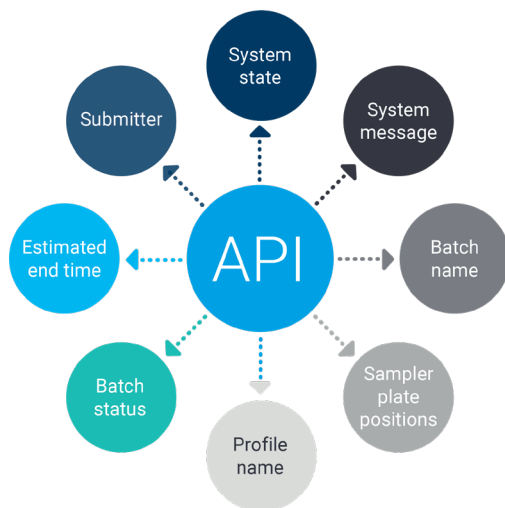 System
state
Submitter
System
message
API
Estimated
end time
Batch
name
Batch
status
Sampler
plate
positions
Profile
name